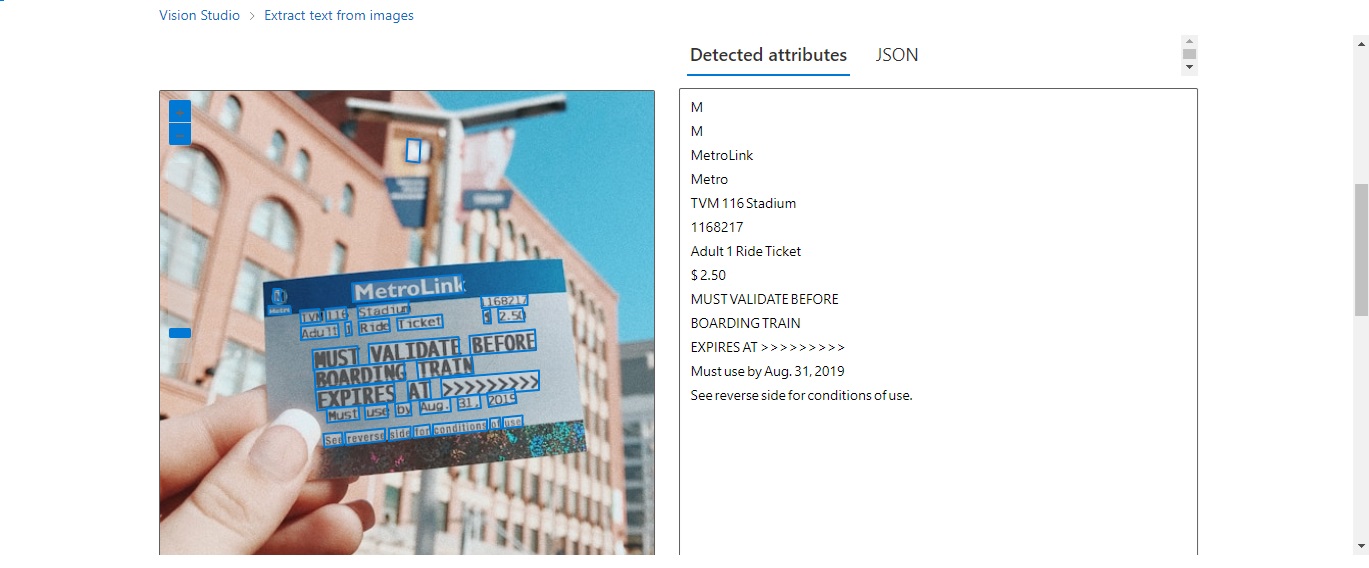 Vision Studio > Extract text from images
Detected attributes JSON
M
M
MetroLink
Metro
TVM 116 Stadium
1168217
Adult 1 Ride Ticket
$ 2.50
MUST VALIDATE BEFORE
BOARDING TRAIN
EXPIRES AT >>>>>>>>>
Must use by Aug. 31, 2019
See reverse side for conditions of use.
MetroLink
Metro
TVM 116 Stadium 1168217
Adult 1 Ride Ticket $ 2.50
MUST VALIDATE BEFORE
BOARDING TRAIN
EXPIRES AT >>>>>>>>>
Must use by Aug. 31, 2019
See reverse side for conditions of use